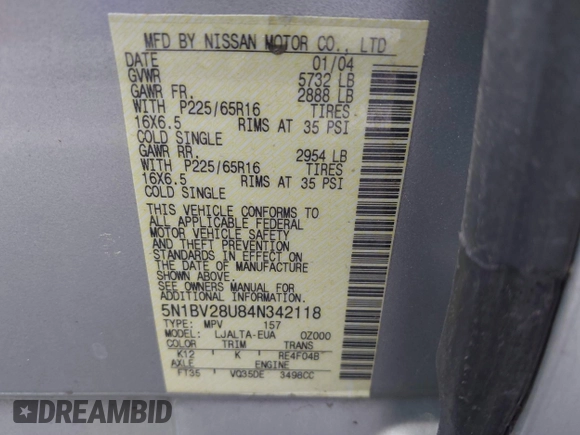 MFD BY NISSAN MOTOR CO., LTD
DATE 01/04
GVWR 5732 LB
GAWR FR. 2888 LB
WITH P225/65R16 TIRES
16X6.5 RIMS AT 35 PSI
COLD SINGLE
GAWR RR. 2954 LB
WITH P225/65R16 TIRES
16X6.5 RIMS AT 35 PSI
COLD SINGLE
THIS VEHICLE CONFORMS TO
ALL APPLICABLE FEDERAL
MOTOR VEHICLE SAFETY
AND THEFT PREVENTION
STANDARDS IN EFFECT ON
THE DATE OF MANUFACTURE
SHOWN ABOVE.
SEE OWNERS MANUAL FOR
ADDITIONAL INFORMATION
5N1BV28U84N342118
TYPE: MPV 157
MODEL: LJALTA-EUA OZ000
COLOR TRIM TRANS
K12 K RE4F04B
AXLE ENGINE
FT35 VQ35DE 3498CC
DREAMBID